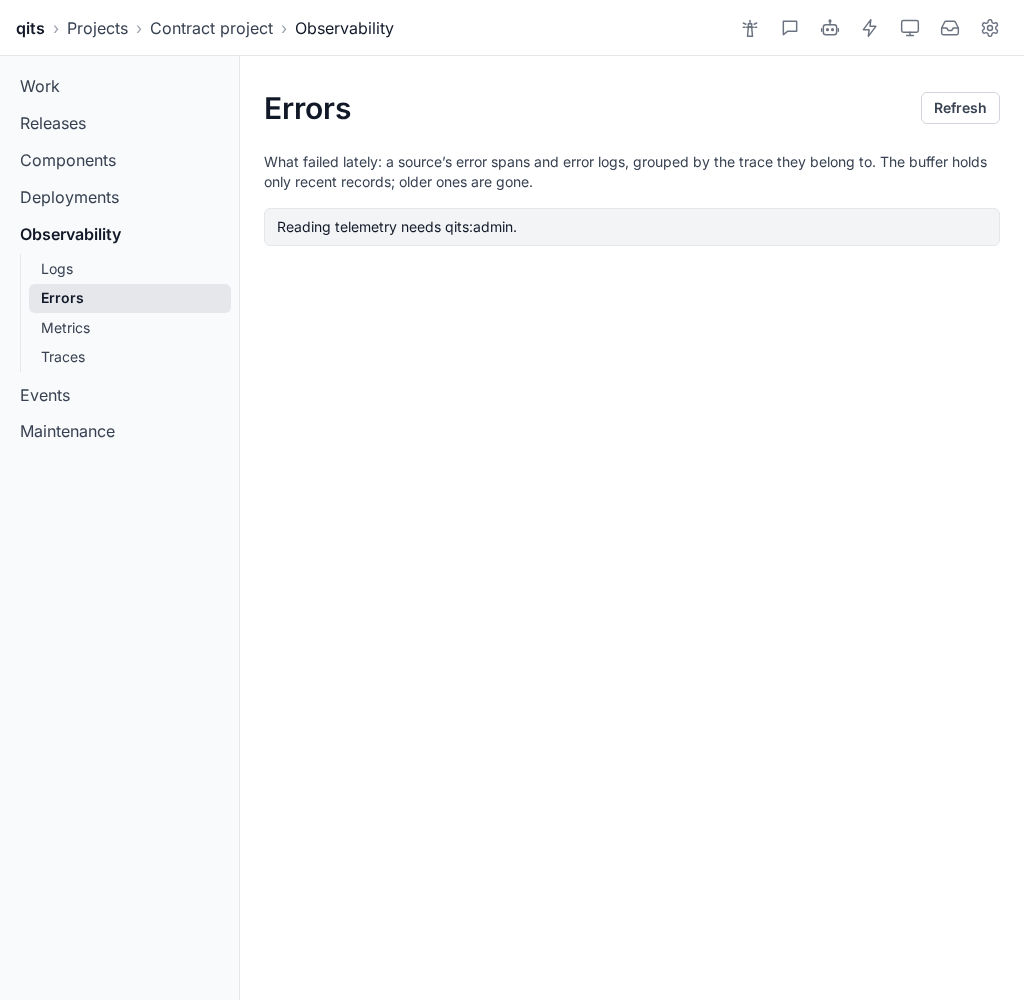 qits › Projects › Contract project › Observability
Work
Releases
Components
Deployments
Observability
Logs
Errors
Metrics
Traces
Events
Maintenance
Errors
Refresh
What failed lately: a source’s error spans and error logs, grouped by the trace they belong to. The buffer holds
only recent records; older ones are gone.
Reading telemetry needs qits:admin.